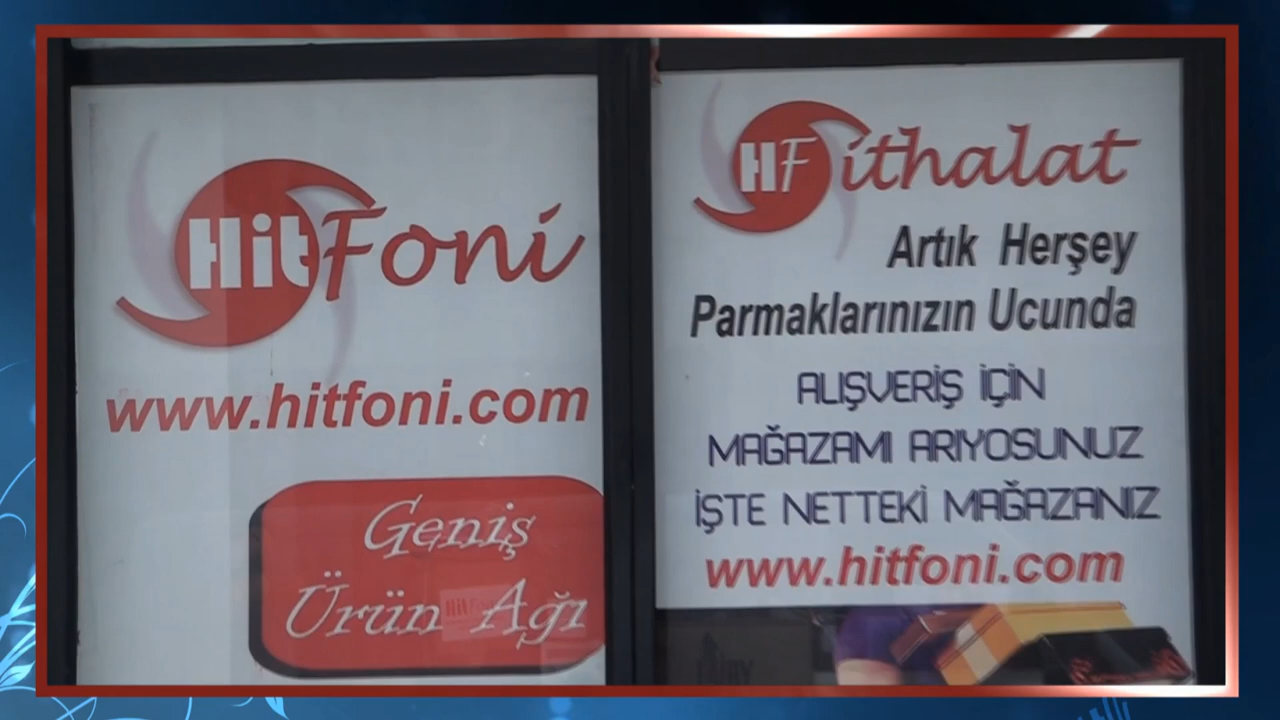 HitFoni
www.hitfoni.com
Geniş
Ürün Ağı
HF ithalat
Artık Herşey
Parmaklarınızın Ucunda
ALIŞVERİŞ İÇİN
MAĞAZAMI ARIYOSUNUZ
İŞTE NETTEKİ MAĞAZANIZ
www.hitfoni.com